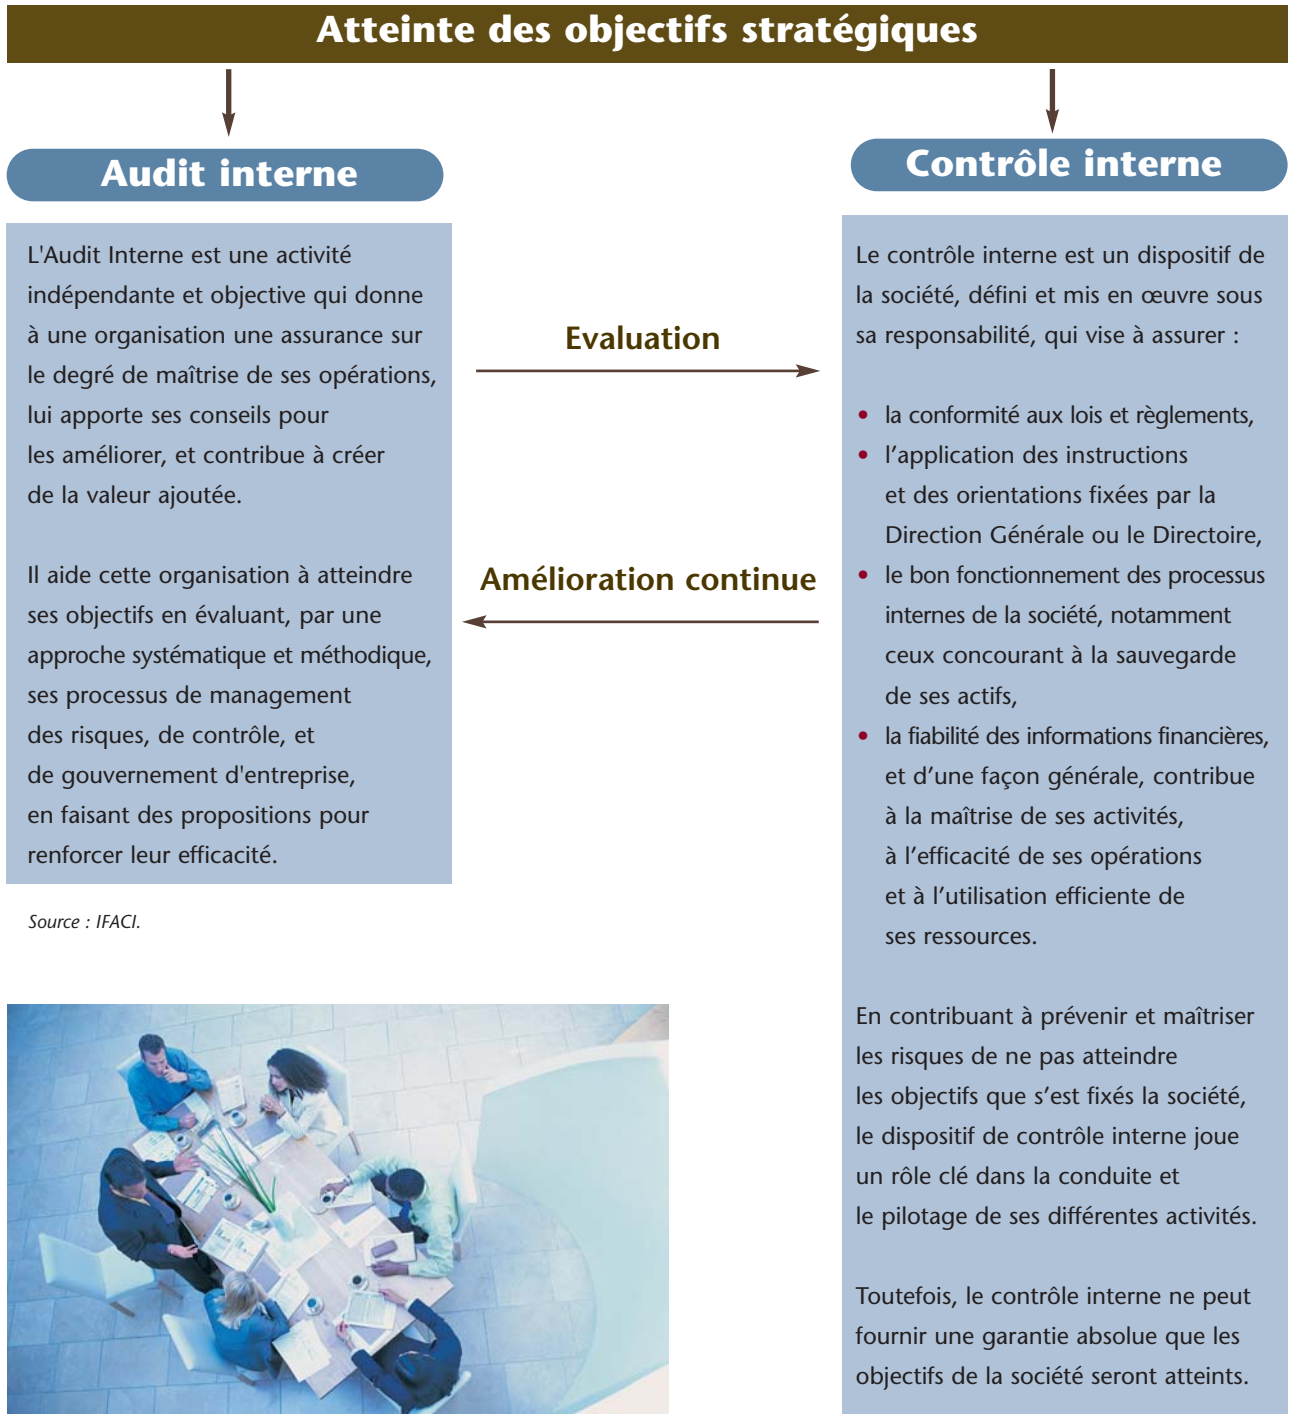 Atteinte des objectifs stratégiques
Audit interne
L'Audit Interne est une activité
indépendante et objective qui donne
à une organisation une assurance sur
le degré de maîtrise de ses opérations,
lui apporte ses conseils pour
les améliorer, et contribue à créer
de la valeur ajoutée.
Il aide cette organisation à atteindre
ses objectifs en évaluant, par une
approche systématique et méthodique,
ses processus de management
des risques, de contrôle, et
de gouvernement d'entreprise,
en faisant des propositions pour
renforcer leur efficacité.
Source : IFACI.
Evaluation
Amélioration continue
Contrôle interne
Le contrôle interne est un dispositif de
la société, défini et mis en œuvre sous
sa responsabilité, qui vise à assurer :
• la conformité aux lois et règlements,
• l’application des instructions
et des orientations fixées par la
Direction Générale ou le Directoire,
• le bon fonctionnement des processus
internes de la société, notamment
ceux concourant à la sauvegarde
de ses actifs,
• la fiabilité des informations financières,
et d’une façon générale, contribue
à la maîtrise de ses activités,
à l’efficacité de ses opérations
et à l’utilisation efficiente de
ses ressources.
En contribuant à prévenir et maîtriser
les risques de ne pas atteindre
les objectifs que s’est fixés la société,
le dispositif de contrôle interne joue
un rôle clé dans la conduite et
le pilotage de ses différentes activités.
Toutefois, le contrôle interne ne peut
fournir une garantie absolue que les
objectifs de la société seront atteints.